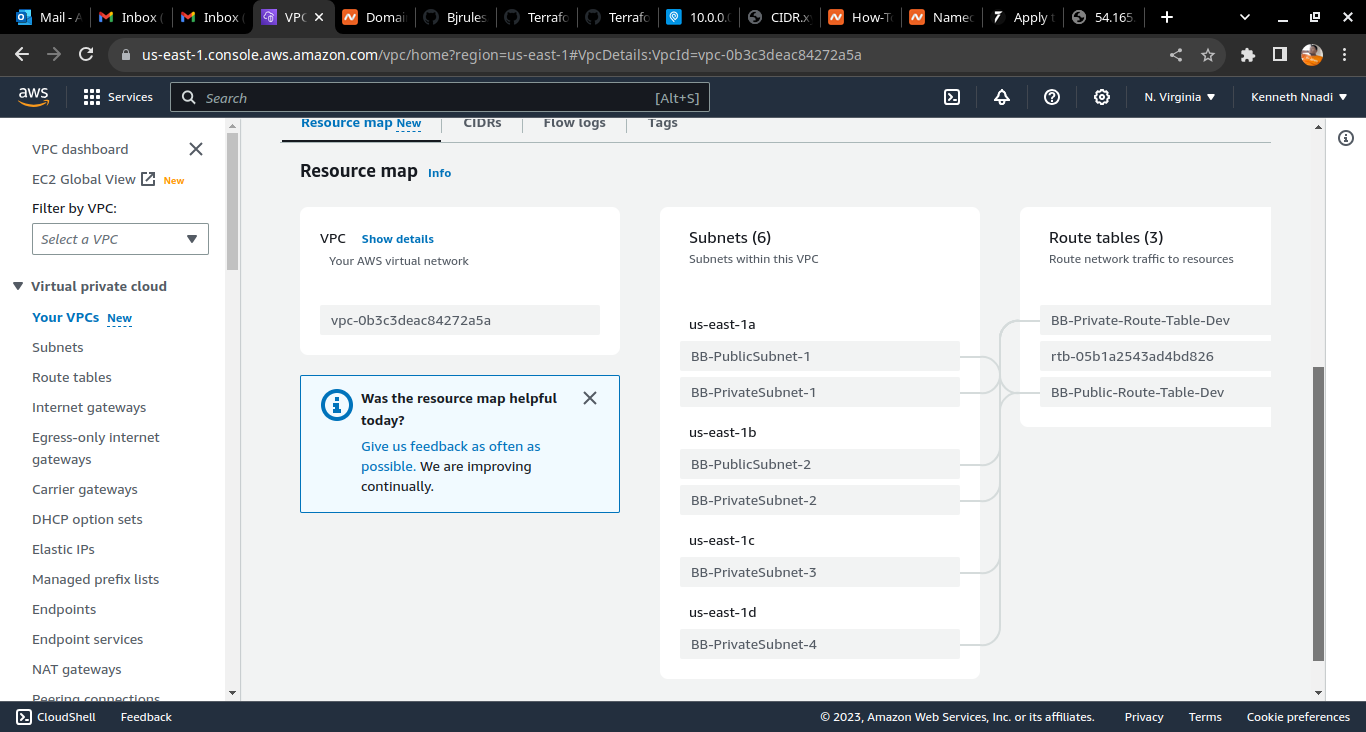 Mail - A
Inbox (
Inbox (
VPC
Domai
Bjrules
Terrafo
Terrafo
10.0.0.
CIDR.x
How-To
Named
Apply t
54.165.
us-east-1.console.aws.amazon.com/vpc/home?region=us-east-1#VpcDetails:VpcId=vpc-0b3c3deac84272a5a
aws
Services
Search
[Alt+S]
N. Virginia
Kenneth Nnadi
VPC dashboard
EC2 Global View New
Filter by VPC:
Select a VPC
Virtual private cloud
Your VPCs New
Subnets
Route tables
Internet gateways
Egress-only internet
gateways
Carrier gateways
DHCP option sets
Elastic IPs
Managed prefix lists
Endpoints
Endpoint services
NAT gateways
Peering connections
Resource map New
CIDRs
Flow logs
Tags
Resource map Info
VPC Show details
Your AWS virtual network
vpc-0b3c3deac84272a5a
Was the resource map helpful
today?
Give us feedback as often as
possible. We are improving
continually.
Subnets (6)
Subnets within this VPC
us-east-1a
BB-PublicSubnet-1
BB-PrivateSubnet-1
us-east-1b
BB-PublicSubnet-2
BB-PrivateSubnet-2
us-east-1c
BB-PrivateSubnet-3
us-east-1d
BB-PrivateSubnet-4
Route tables (3)
Route network traffic to resources
BB-Private-Route-Table-Dev
rtb-05b1a2543ad4bd826
BB-Public-Route-Table-Dev
CloudShell
Feedback
© 2023, Amazon Web Services, Inc. or its affiliates.
Privacy
Terms
Cookie preferences